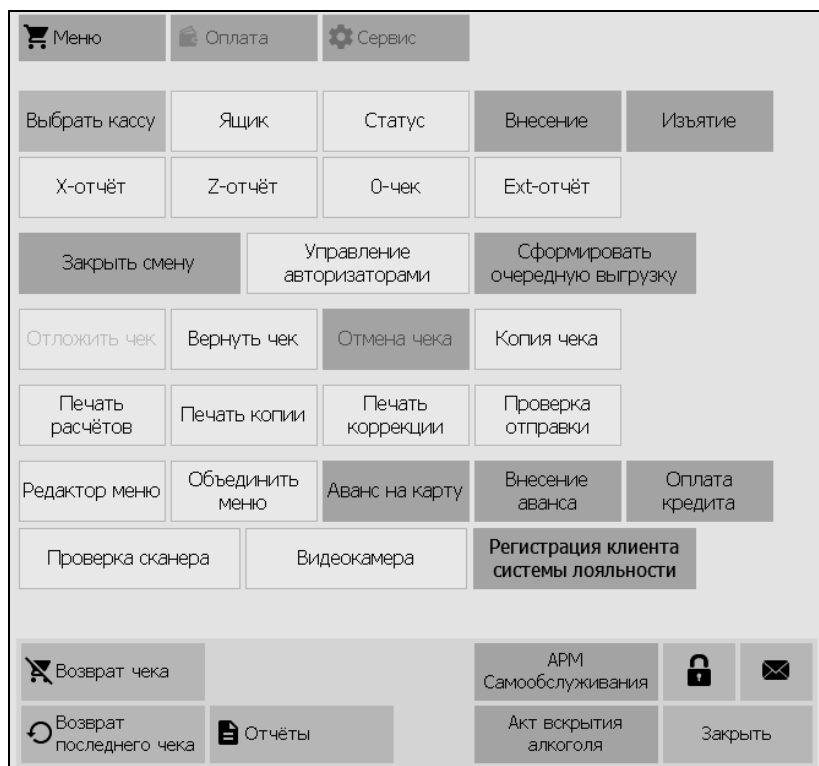 Меню
Оплата
Сервис
Выбрать кассу
Ящик
Статус
Внесение
Изъятие
X-отчёт
Z-отчёт
0-чек
Ext-отчёт
Закрыть смену
Управление
авторизаторами
Сформировать
очередную выгрузку
Отложить чек
Вернуть чек
Отмена чека
Копия чека
Печать
расчётов
Печать копии
Печать
коррекции
Проверка
отправки
Редактор меню
Объединить
меню
Аванс на карту
Внесение
аванса
Оплата
кредита
Проверка сканера
Видеокамера
Регистрация клиента
системы лояльности
Возврат чека
АРМ
Самообслуживания
Возврат
последнего чека
Отчёты
Акт вскрытия
алкоголя
Закрыть